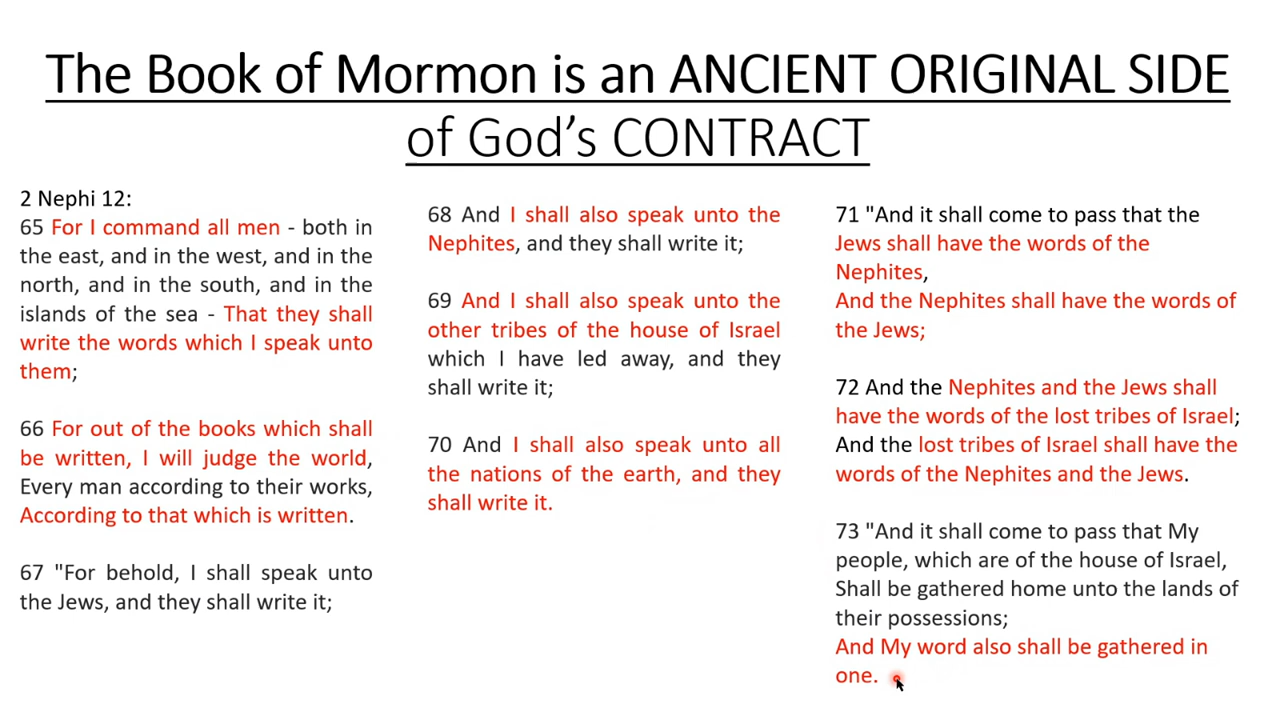 The Book of Mormon is an ANCIENT ORIGINAL SIDE
of God's CONTRACT
2 Nephi 12:
65 For I command all men - both in
the east, and in the west, and in the
north, and in the south, and in the
islands of the sea - That they shall
write the words which I speak unto
them;
66 For out of the books which shall
be written, I will judge the world,
Every man according to their works,
According to that which is written.
67 "For behold, I shall speak unto
the Jews, and they shall write it;
68 And I shall also speak unto the
Nephites, and they shall write it;
69 And I shall also speak unto the
other tribes of the house of Israel
which I have led away, and they
shall write it;
70 And I shall also speak unto all
the nations of the earth, and they
shall write it.
71 "And it shall come to pass that the
Jews shall have the words of the
Nephites,
And the Nephites shall have the words of
the Jews;
72 And the Nephites and the Jews shall
have the words of the lost tribes of Israel;
And the lost tribes of Israel shall have the
words of the Nephites and the Jews.
73 "And it shall come to pass that My
people, which are of the house of Israel,
Shall be gathered home unto the lands of
their possessions;
And My word also shall be gathered in
one.